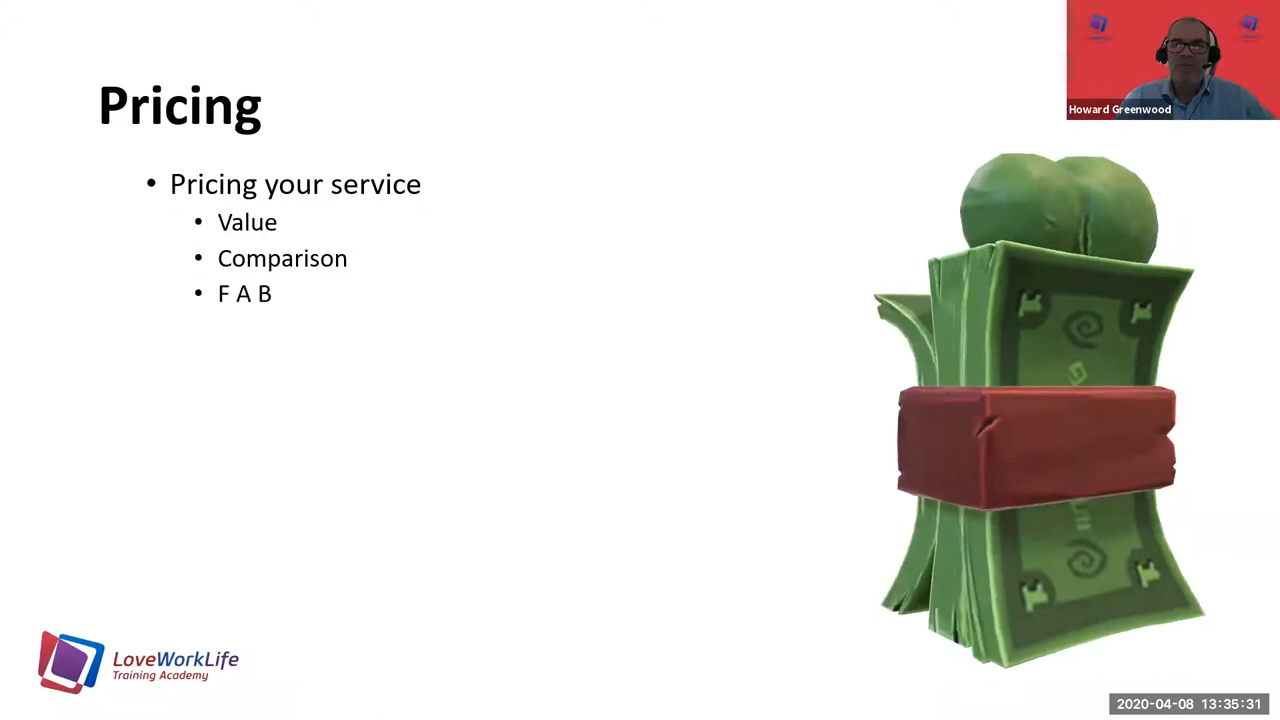 Pricing
• Pricing your service
• Value
• Comparison
• F A B
Howard Greenwood
LoveWorkLife
Training Academy
2020-04-08 13:35:31